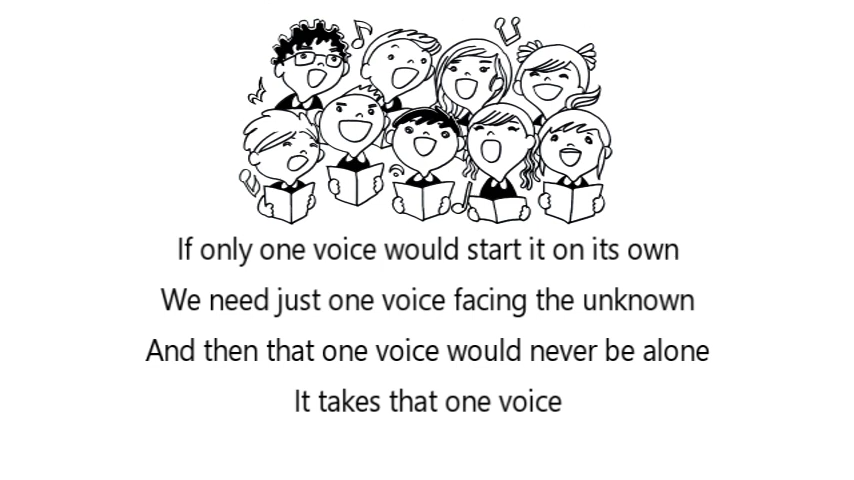 If only one voice would start it on its own
We need just one voice facing the unknown
And then that one voice would never be alone
It takes that one voice